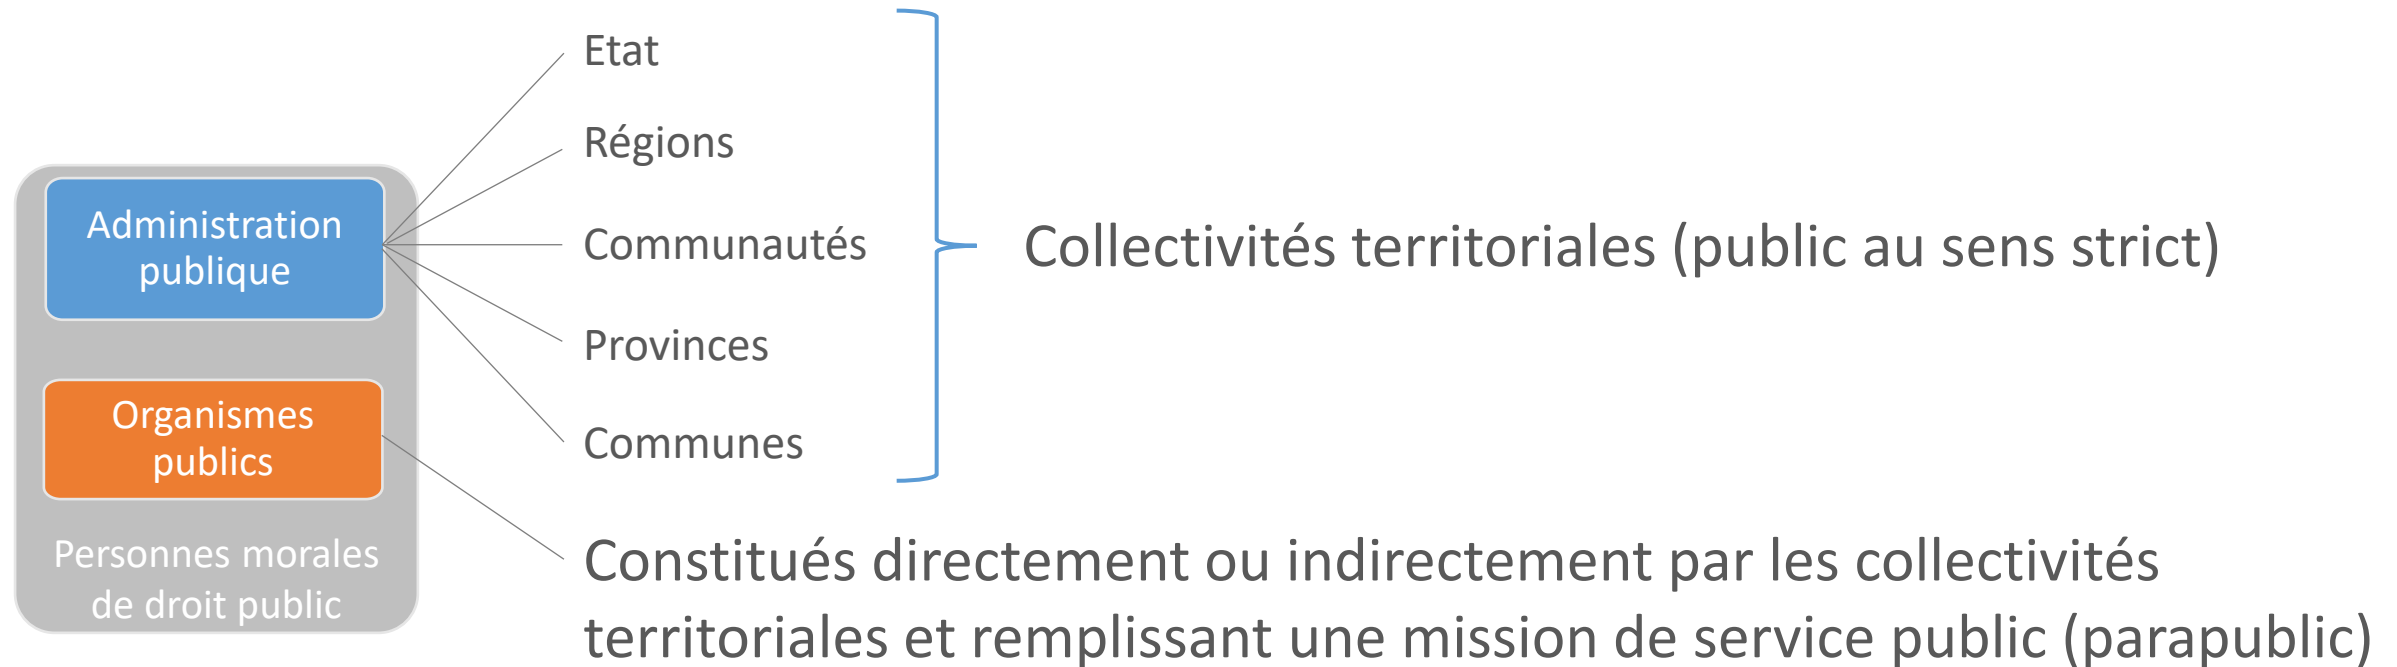 Etat
Régions
Administration
publique
Communautés
Collectivités territoriales (public au sens strict)
Provinces
Communes
Organismes
publics
Personnes morales
de droit public
Constitués directement ou indirectement par les collectivités
territoriales et remplissant une mission de service public (parapublic)